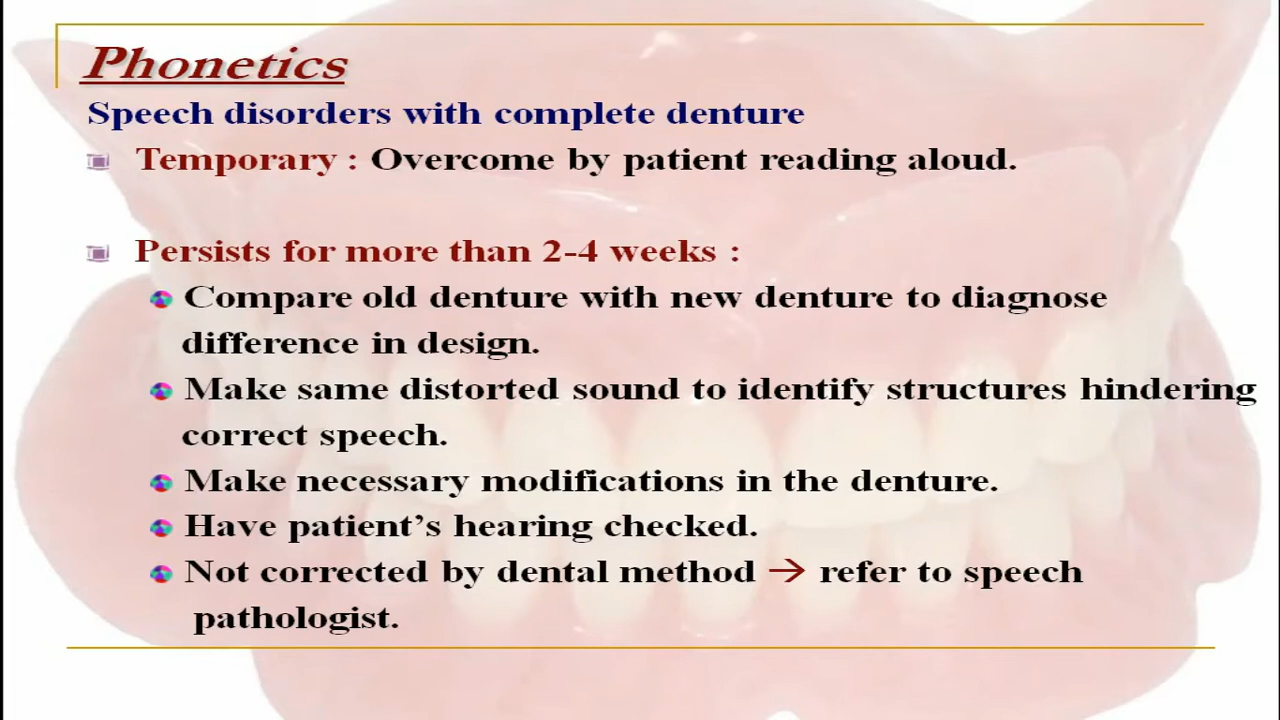 Phonetics
Speech disorders with complete denture
Temporary : Overcome by patient reading aloud.
Persists for more than 2-4 weeks :
Compare old denture with new denture to diagnose
difference in design.
Make same distorted sound to identify structures hindering
correct speech.
Make necessary modifications in the denture.
Have patient’s hearing checked.
Not corrected by dental method → refer to speech
pathologist.